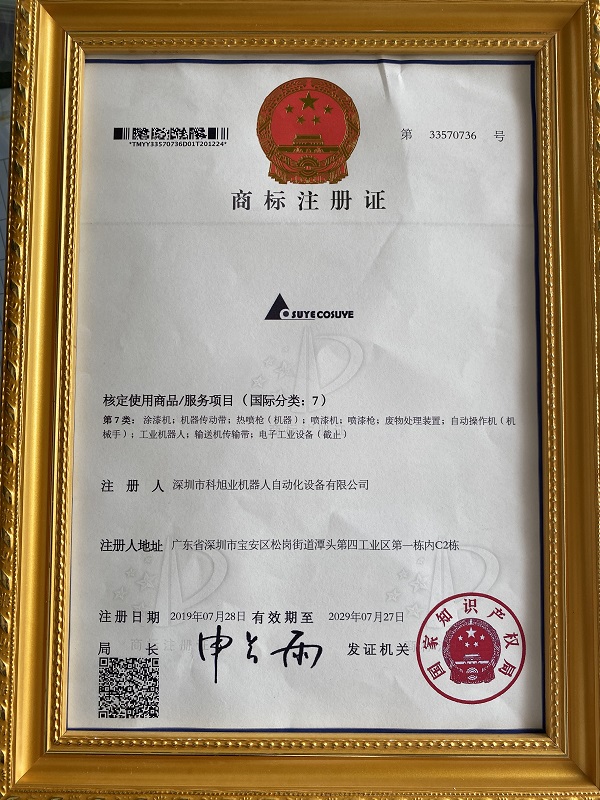 *TMYY33570736D01T201224*
第 33570736 号
商标注册证
OSUYECOSUYE
核定使用商品/服务项目（国际分类：7）
第7类：涂漆机；机器传动带；热喷枪（机器）；喷漆机；喷漆枪；废物处理装置；自动操作机（机
械手）；工业机器人；输送机传输带；电子工业设备（截止）
注 册 人 深圳市科旭业机器人自动化设备有限公司
注册人地址 广东省深圳市宝安区松岗街道潭头第四工业区第一栋内C2栋
注册日期 2019年07月28日 有效期至 2029年07月27日
局 长 申长雨 发证机关
国家知识产权局